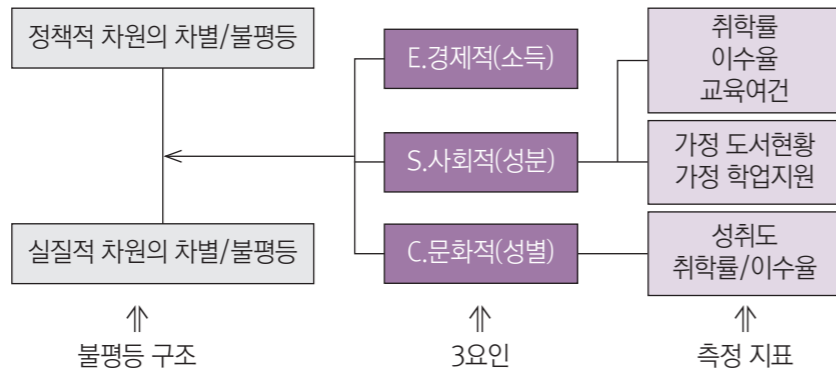 정책적 차원의 차별/불평등
E.경제적(소득)
취학률
이수율
교육여건
S.사회적(성분)
가정 도서현황
가정 학업지원
실질적 차원의 차별/불평등
C.문화적(성별)
성취도
취학률/이수율
⇑
⇑
⇑
불평등 구조
3요인
측정 지표